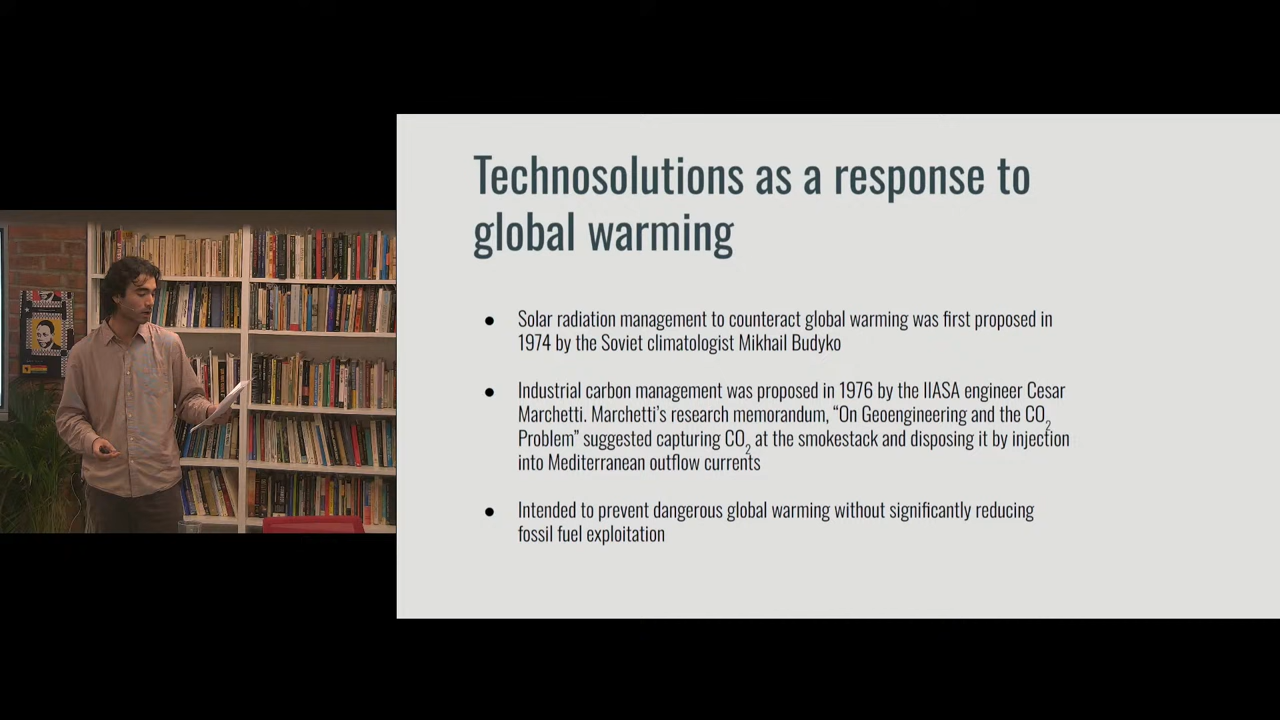 Technosolutions as a response to
global warming
● Solar radiation management to counteract global warming was first proposed in
1974 by the Soviet climatologist Mikhail Budyko
● Industrial carbon management was proposed in 1976 by the IIASA engineer Cesar
Marchetti. Marchetti's research memorandum, “On Geoengineering and the CO₂
Problem” suggested capturing CO₂ at the smokestack and disposing it by injection
into Mediterranean outflow currents
● Intended to prevent dangerous global warming without significantly reducing
fossil fuel exploitation